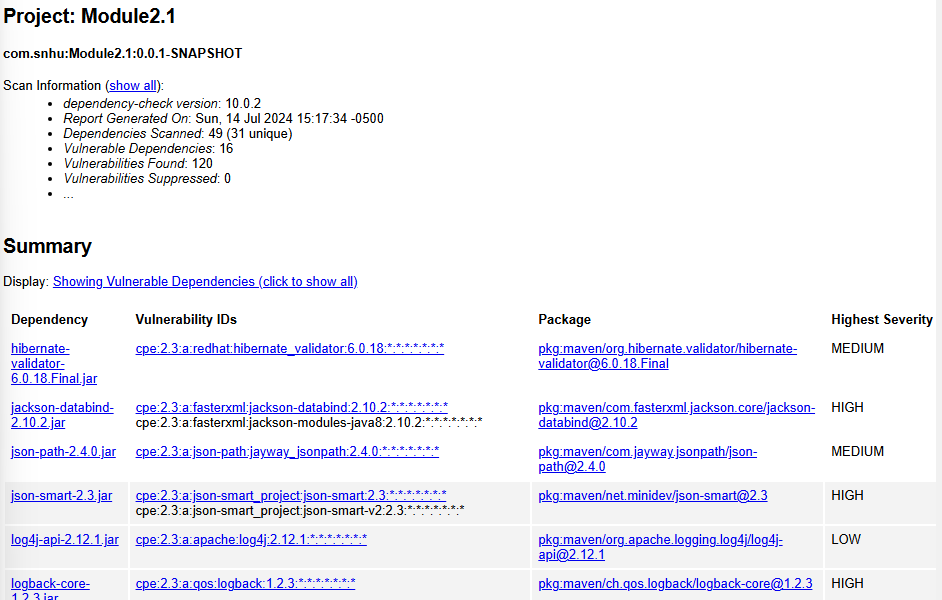 Project: Module2.1
com.snhu:Module2.1:0.0.1-SNAPSHOT
Scan Information (show all):
dependency-check version: 10.0.2
Report Generated On: Sun, 14 Jul 2024 15:17:34 -0500
Dependencies Scanned: 49 (31 unique)
Vulnerable Dependencies: 16
Vulnerabilities Found: 120
Vulnerabilities Suppressed: 0
...
Summary
Display: Showing Vulnerable Dependencies (click to show all)
Dependency Vulnerability IDs Package Highest Severity
hibernate- cpe:2.3:a:redhat:hibernate_validator:6.0.18:*:*:*:*:*:*:* pkg:maven/org.hibernate.validator/hibernate- MEDIUM
validator- validator@6.0.18.Final
6.0.18.Final.jar
jackson-databind- cpe:2.3:a:fasterxml:jackson-databind:2.10.2:*:*:*:*:*:*:* pkg:maven/com.fasterxml.jackson.core/jackson- HIGH
2.10.2.jar cpe:2.3:a:fasterxml:jackson-modules-java8:2.10.2:*:*:*:*:*:*:* databind@2.10.2
json-path-2.4.0.jar cpe:2.3:a:json-path:jayway_jsonpath:2.4.0:*:*:*:*:*:*:* pkg:maven/com.jayway.jsonpath/json- MEDIUM
path@2.4.0
json-smart-2.3.jar cpe:2.3:a:json-smart_project:json-smart:2.3:*:*:*:*:*:*:* pkg:maven/net.minidev/json-smart@2.3 HIGH
cpe:2.3:a:json-smart_project:json-smart-v2:2.3:*:*:*:*:*:*:*
log4j-api-2.12.1.jar cpe:2.3:a:apache:log4j:2.12.1:*:*:*:*:*:*:* pkg:maven/org.apache.logging.log4j/log4j- LOW
api@2.12.1
logback-core- cpe:2.3:a:qos:logback:1.2.3:*:*:*:*:*:*:* pkg:maven/ch.qos.logback/logback-core@1.2.3 HIGH
1.2.3.jar